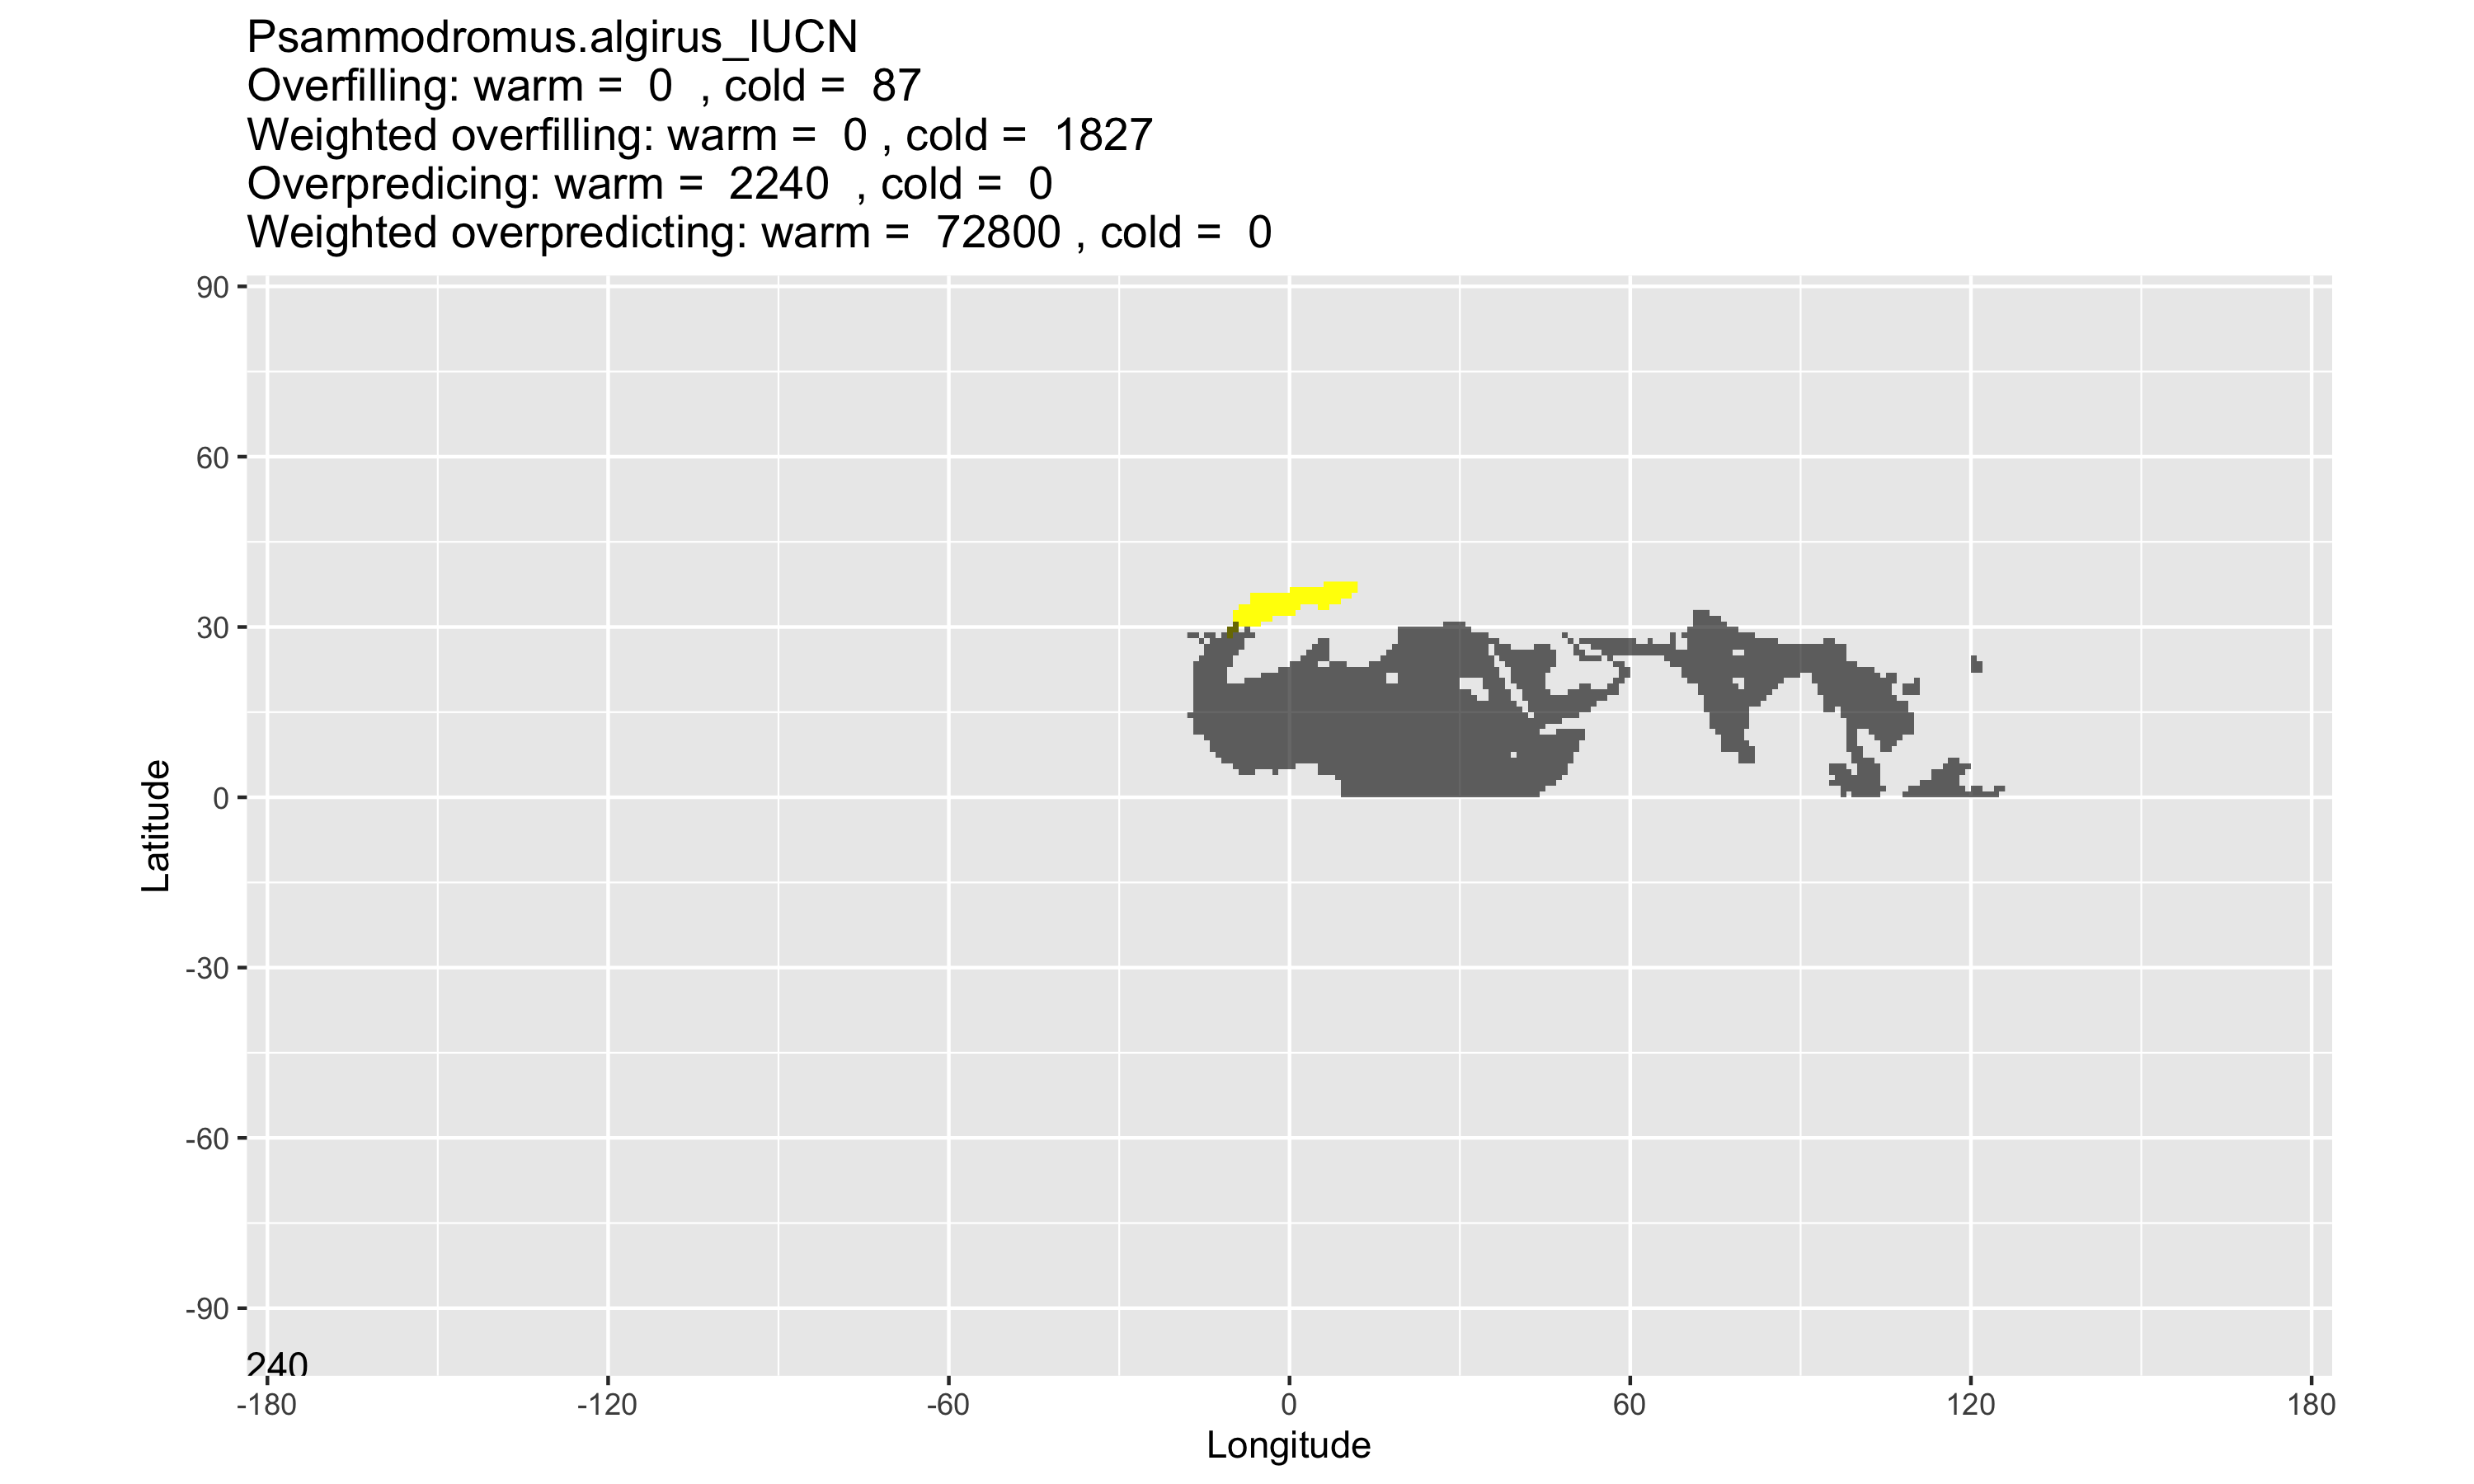 Psammodromus.algirus_IUCN
Overfilling: warm =  0  , cold =  87
Weighted overfilling: warm =  0 , cold =  1827
Overpredicing: warm =  2240  , cold =  0
Weighted overpredicting: warm =  72800 , cold =  0
90
60
30
0
-30
-60
-90
Latitude
240
-180
-120
-60
0
60
120
180
Longitude